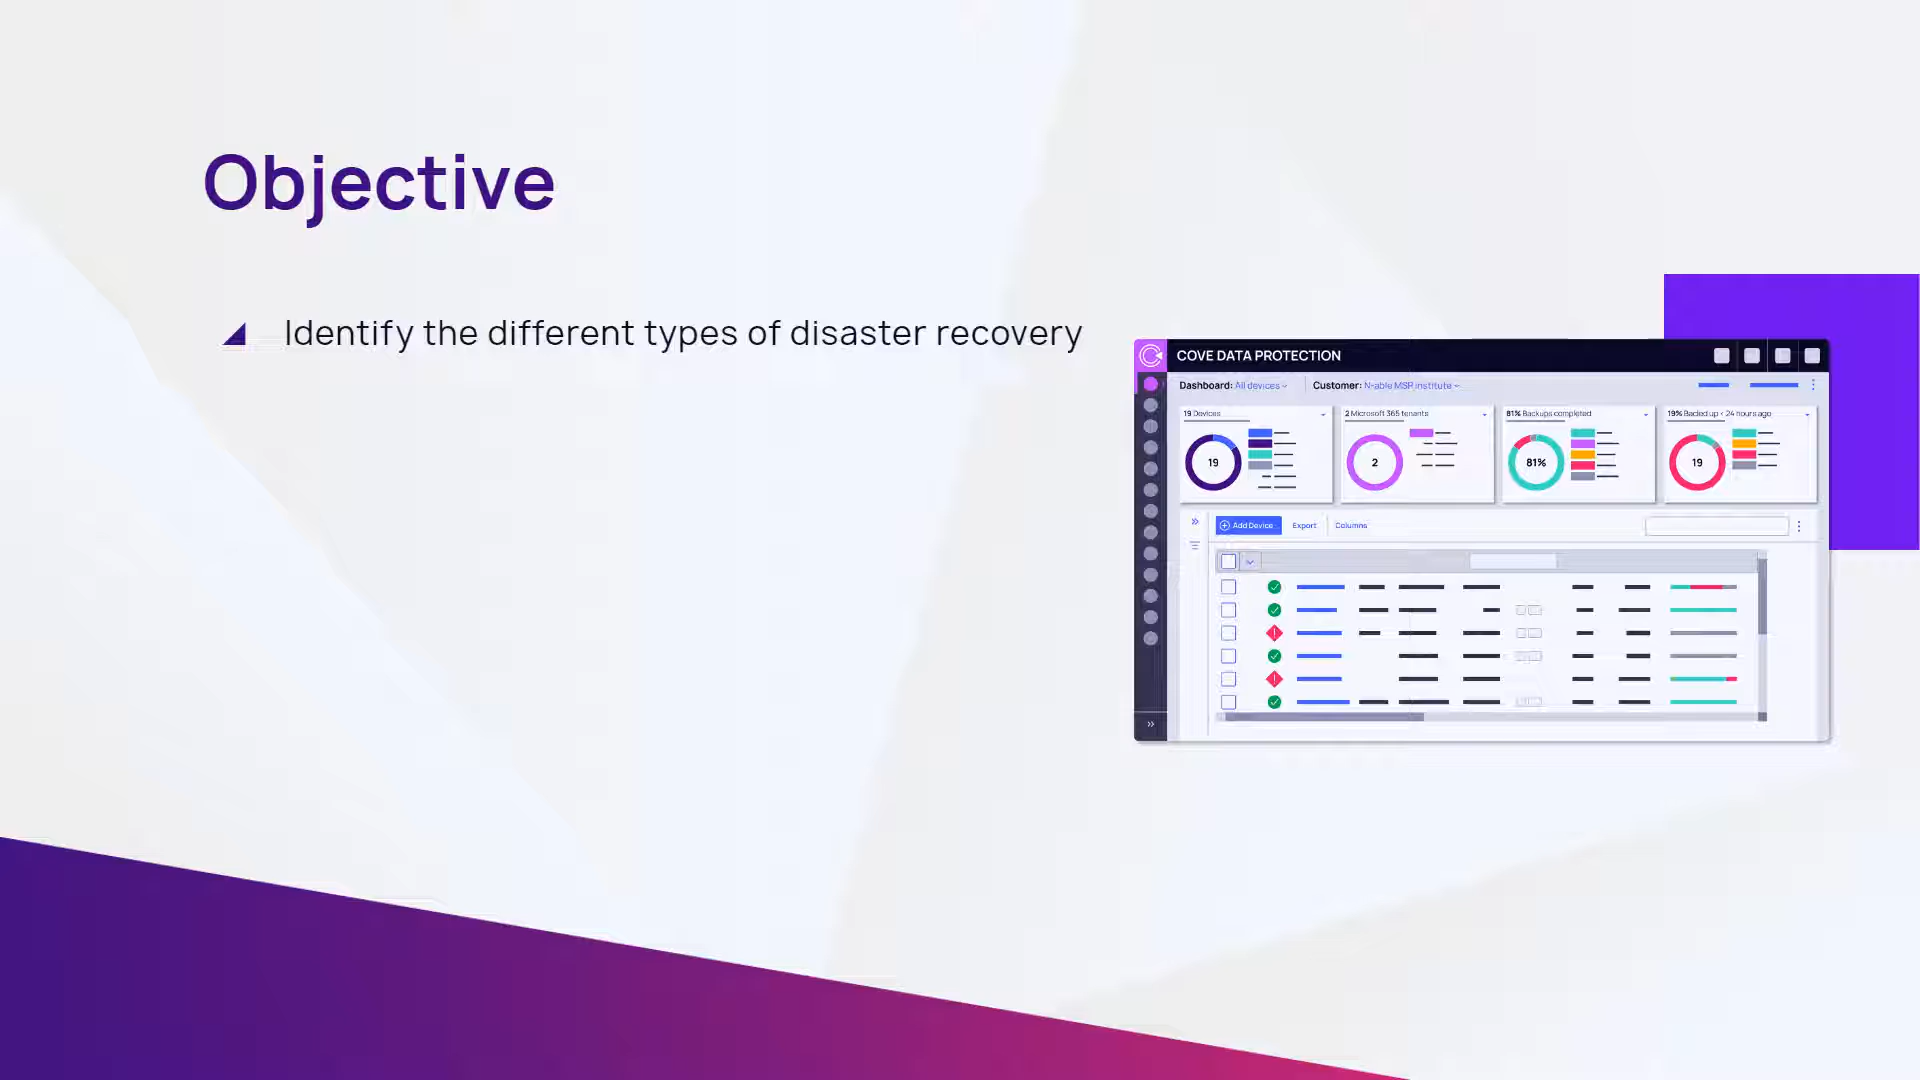 Objective
Identify the different types of disaster recovery
COVE DATA PROTECTION
Dashboard: All devices
Customer: N-able MSP institute
19 Devices
2 Microsoft 365 tenants
81% Backups completed
19% Backed up < 24 hours ago
19
2
81%
19
Add Device
Export
Columns